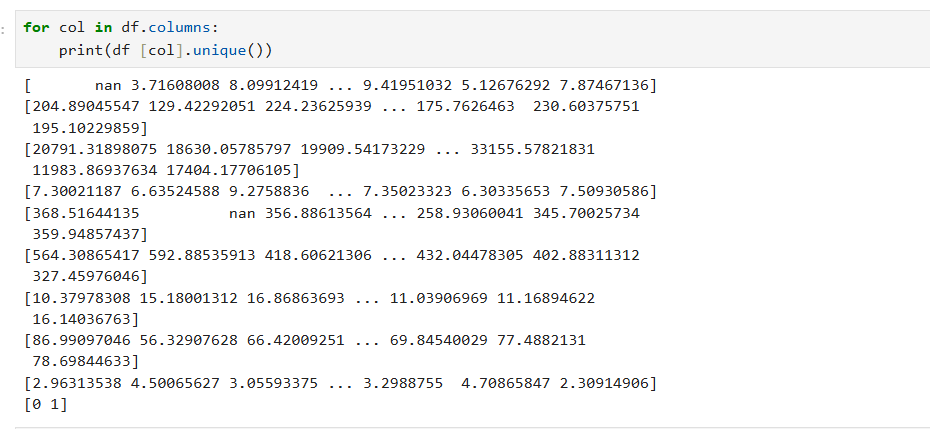 :
for col in df.columns:
    print(df [col].unique())
[       nan 3.71608008 8.09912419 ... 9.41951032 5.12676292 7.87467136]
[204.89045547 129.42292051 224.23625939 ... 175.7626463  230.60375751
 195.10229859]
[20791.31898075 18630.05785797 19909.54173229 ... 33155.57821831
 11983.86937634 17404.17706105]
[7.30021187 6.63524588 9.2758836  ... 7.35023323 6.30335653 7.50930586]
[368.51644135          nan 356.88613564 ... 258.93060041 345.70025734
 359.94857437]
[564.30865417 592.88535913 418.60621306 ... 432.04478305 402.88311312
 327.45976046]
[10.37978308 15.18001312 16.86863693 ... 11.03906969 11.16894622
 16.14036763]
[86.99097046 56.32907628 66.42009251 ... 69.84540029 77.4882131
 78.69844633]
[2.96313538 4.50065627 3.05593375 ... 3.2988755  4.70865847 2.30914906]
[0 1]